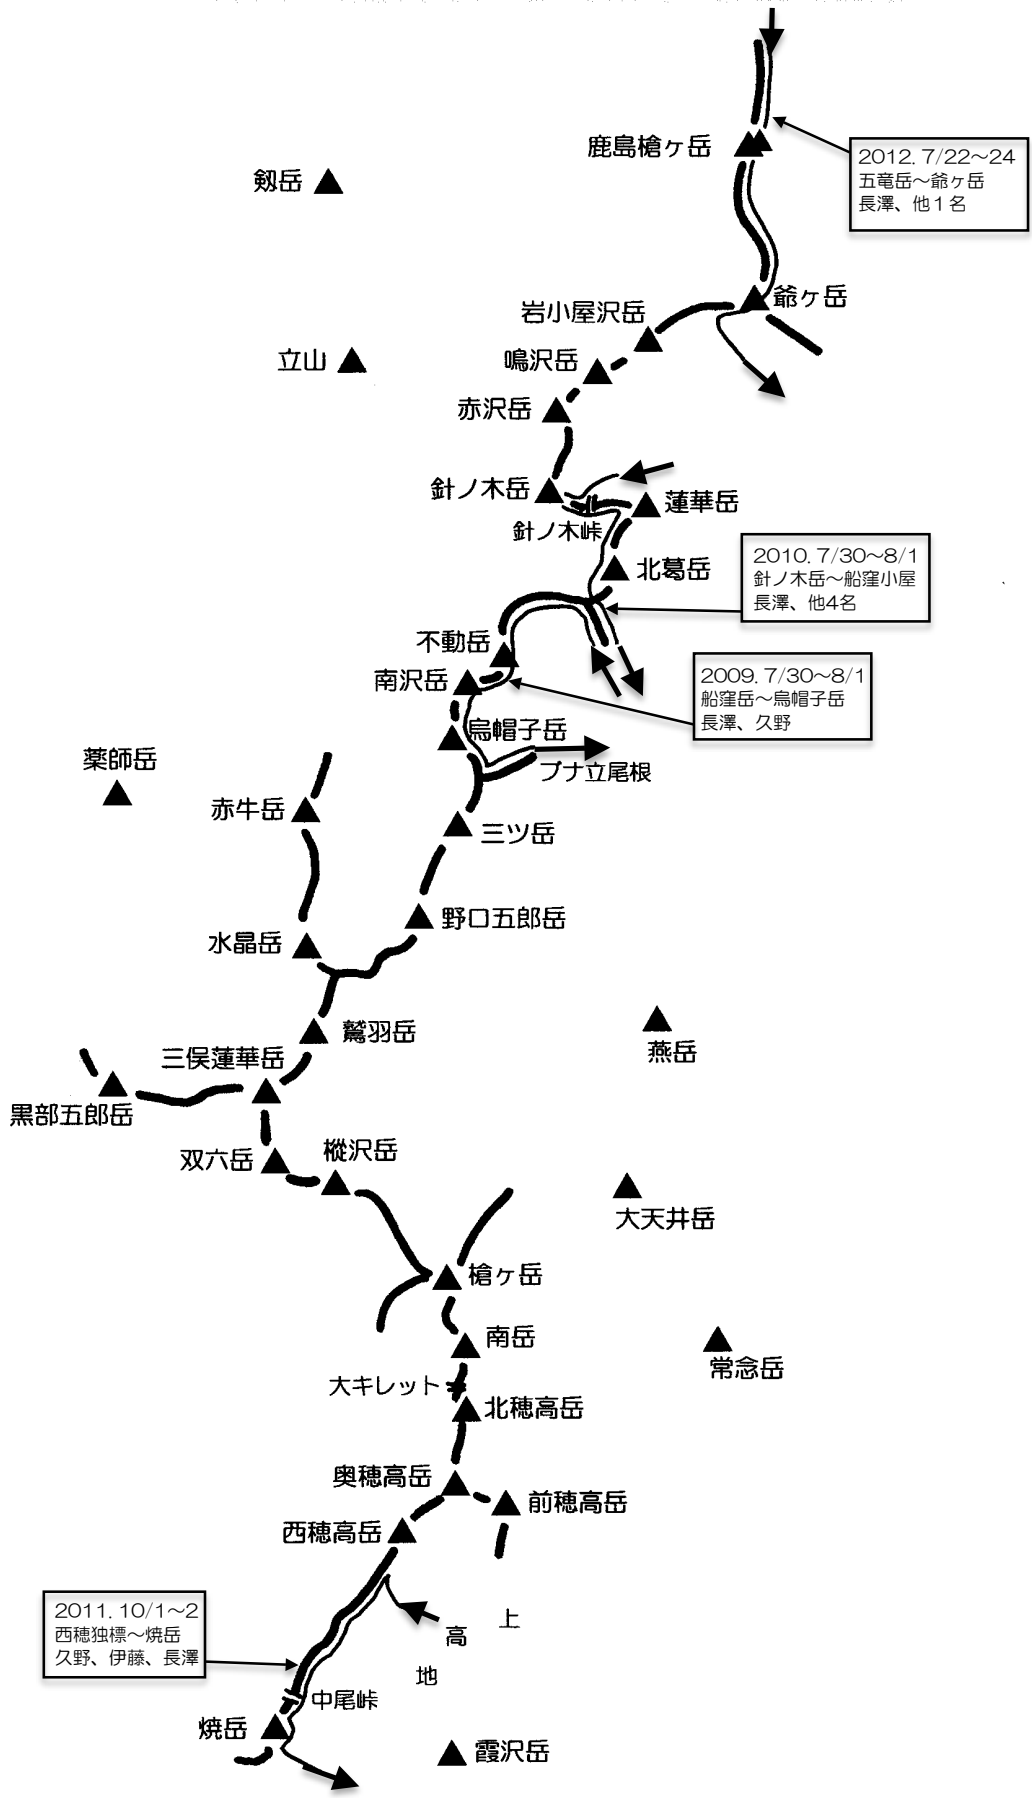 鹿島槍ヶ岳
2012. 7/22～24
五竜岳～爺ヶ岳
長澤、他１名
剱岳
爺ヶ岳
岩小屋沢岳
立山
鳴沢岳
赤沢岳
針ノ木岳
蓮華岳
針ノ木峠
2010. 7/30～8/1
針ノ木岳～船窪小屋
長澤、他4名
北葛岳
不動岳
南沢岳
2009. 7/30～8/1
船窪岳～烏帽子岳
長澤、久野
烏帽子岳
ブナ立尾根
薬師岳
赤牛岳
三ツ岳
野口五郎岳
水晶岳
鷲羽岳
燕岳
三俣蓮華岳
黒部五郎岳
双六岳
樅沢岳
大天井岳
槍ヶ岳
南岳
常念岳
大キレット
北穂高岳
奥穂高岳
前穂高岳
西穂高岳
2011. 10/1～2
西穂独標～焼岳
久野、伊藤、長澤
上
高
地
中尾峠
焼岳
霞沢岳